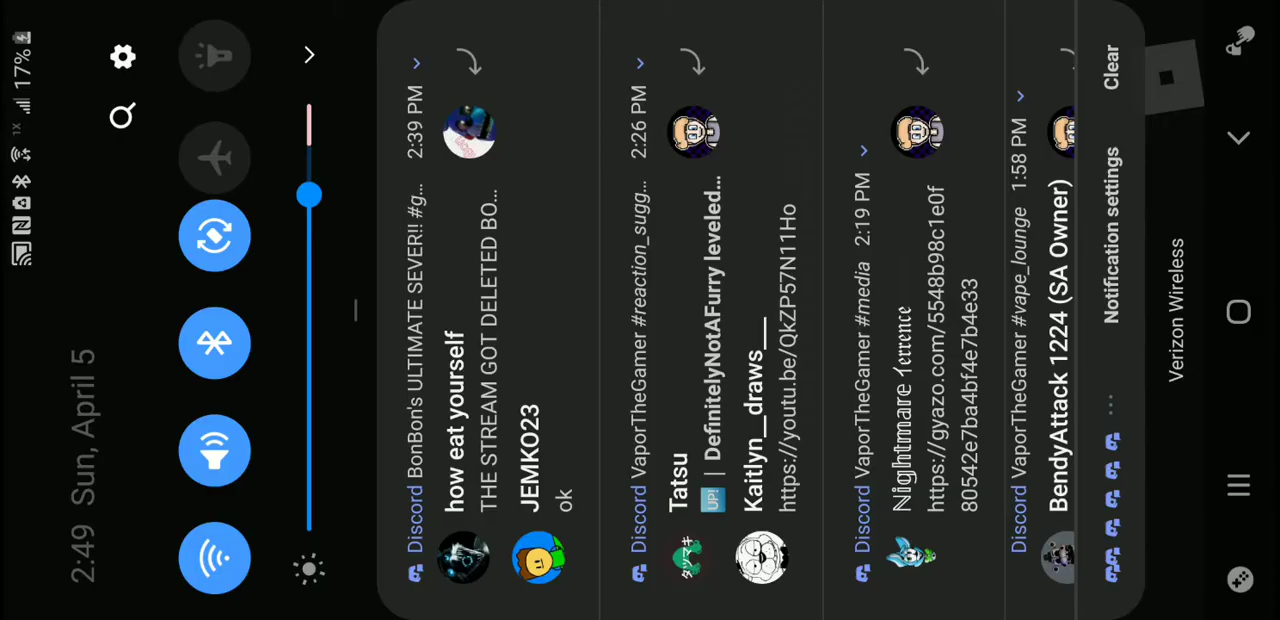 1x 17%
2:49 Sun, April 5
Discord BonBon's ULTIMATE SEVER!! #g... 2:39 PM
how eat yourself
THE STREAM GOT DELETED BO...
JEMKO23
ok
Discord VaporTheGamer #reaction_sugg... 2:26 PM
Tatsu
UP! | DefinitelyNotAFurry leveled...
Kaitlyn__draws__
https://youtu.be/QkZP57N11Ho
Discord VaporTheGamer #media 2:19 PM
ℕ𝕚𝕘𝕙𝕥𝕞𝕒𝕣𝕖 𝔗𝔢𝔯𝔯𝔢𝔫𝔠𝔢
https://gyazo.com/5548b98c1e0f
80542e7ba4bf4e7b4e33
Discord VaporTheGamer #vape_lounge 1:58 PM
BendyAttack 1224 (SA Owner)
... Notification settings Clear
Verizon Wireless